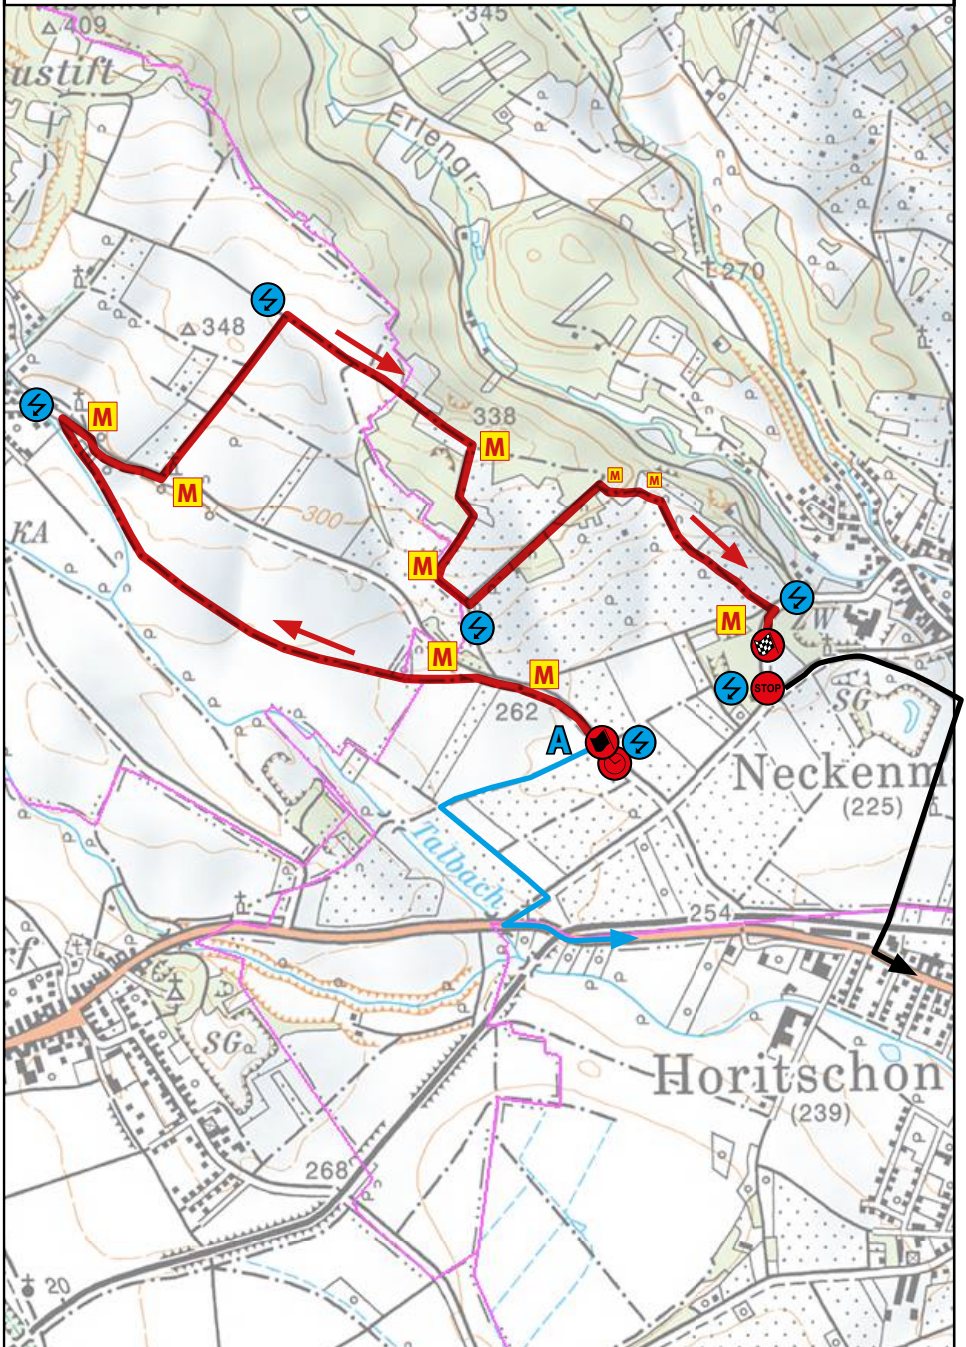 345
409
ustift
Erlengr.
270
348
M
338
M
M
M
M
KA
300
M
M
ZW
M
M
262
STOP
SG
A
Neckenm
(225)
Talbach
254
f
SG
Horitschon
(239)
268
20